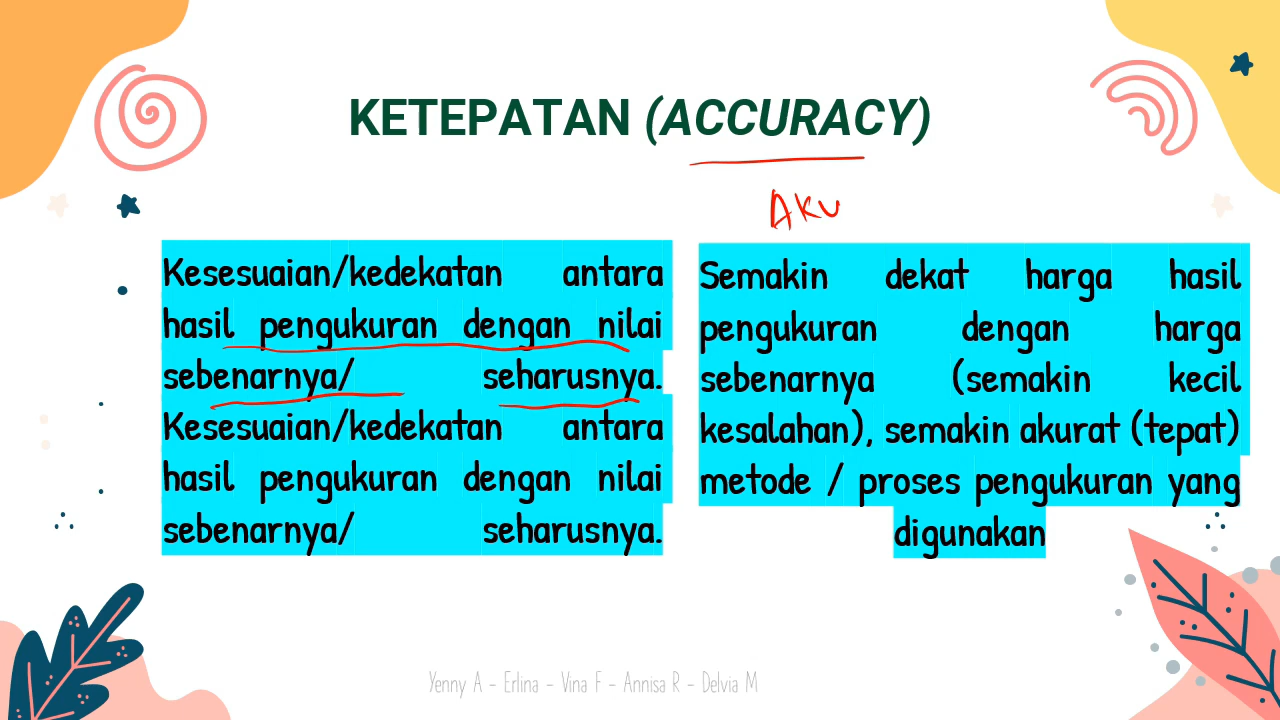 KETEPATAN (ACCURACY)
Aku
Kesesuaian/kedekatan antara
hasil pengukuran dengan nilai
sebenarnya/ seharusnya.
Kesesuaian/kedekatan antara
hasil pengukuran dengan nilai
sebenarnya/ seharusnya.
Semakin dekat harga hasil
pengukuran dengan harga
sebenarnya (semakin kecil
kesalahan), semakin akurat (tepat)
metode / proses pengukuran yang
digunakan
Yenny A - Erlina - Vina F - Annisa R - Delvia M